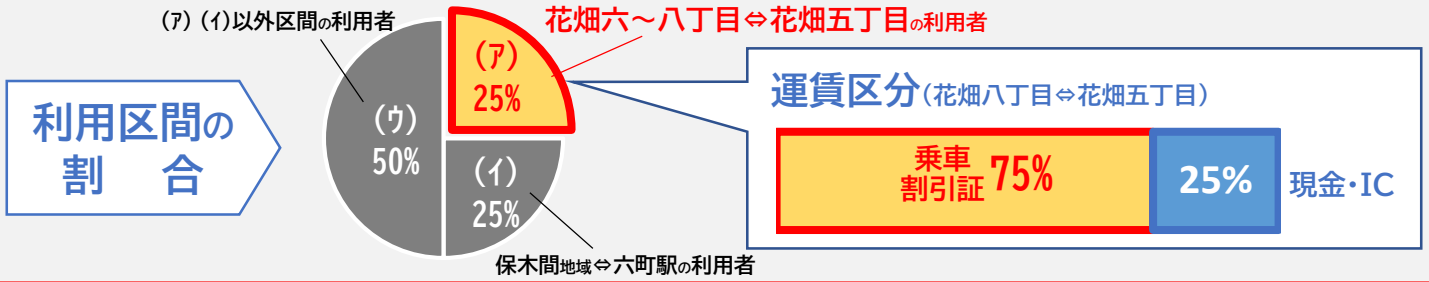 (ア)(イ)以外区間の利用者
花畑六～八丁目⇔花畑五丁目の利用者
利用区間の
割 合
(ア)
25%
(ウ)
50%
(イ)
25%
保木間地域⇔六町駅の利用者
運賃区分(花畑八丁目⇔花畑五丁目)
乗車
割引証 75%
25%
現金・IC